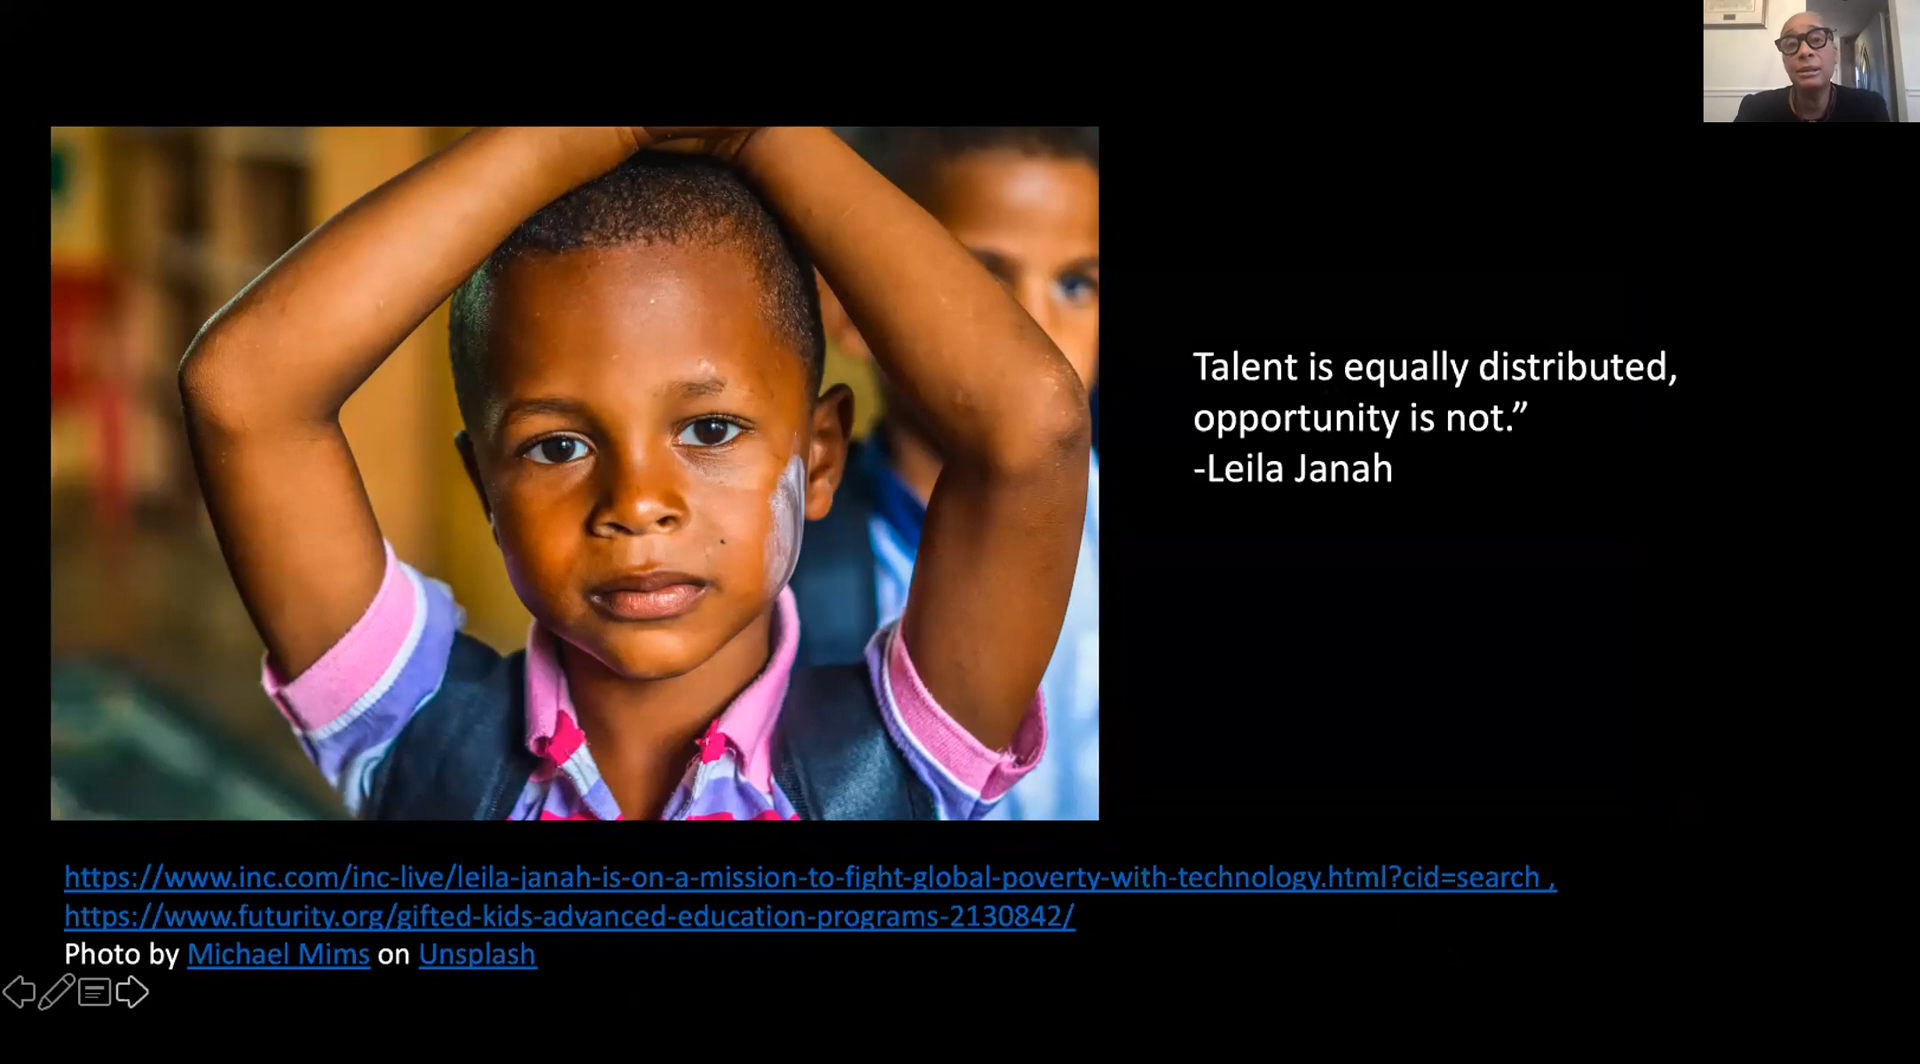 Talent is equally distributed,
opportunity is not.”
-Leila Janah
https://www.inc.com/inc-live/leila-janah-is-on-a-mission-to-fight-global-poverty-with-technology.html?cid=search ,
https://www.futurity.org/gifted-kids-advanced-education-programs-2130842/
Photo by Michael Mims on Unsplash